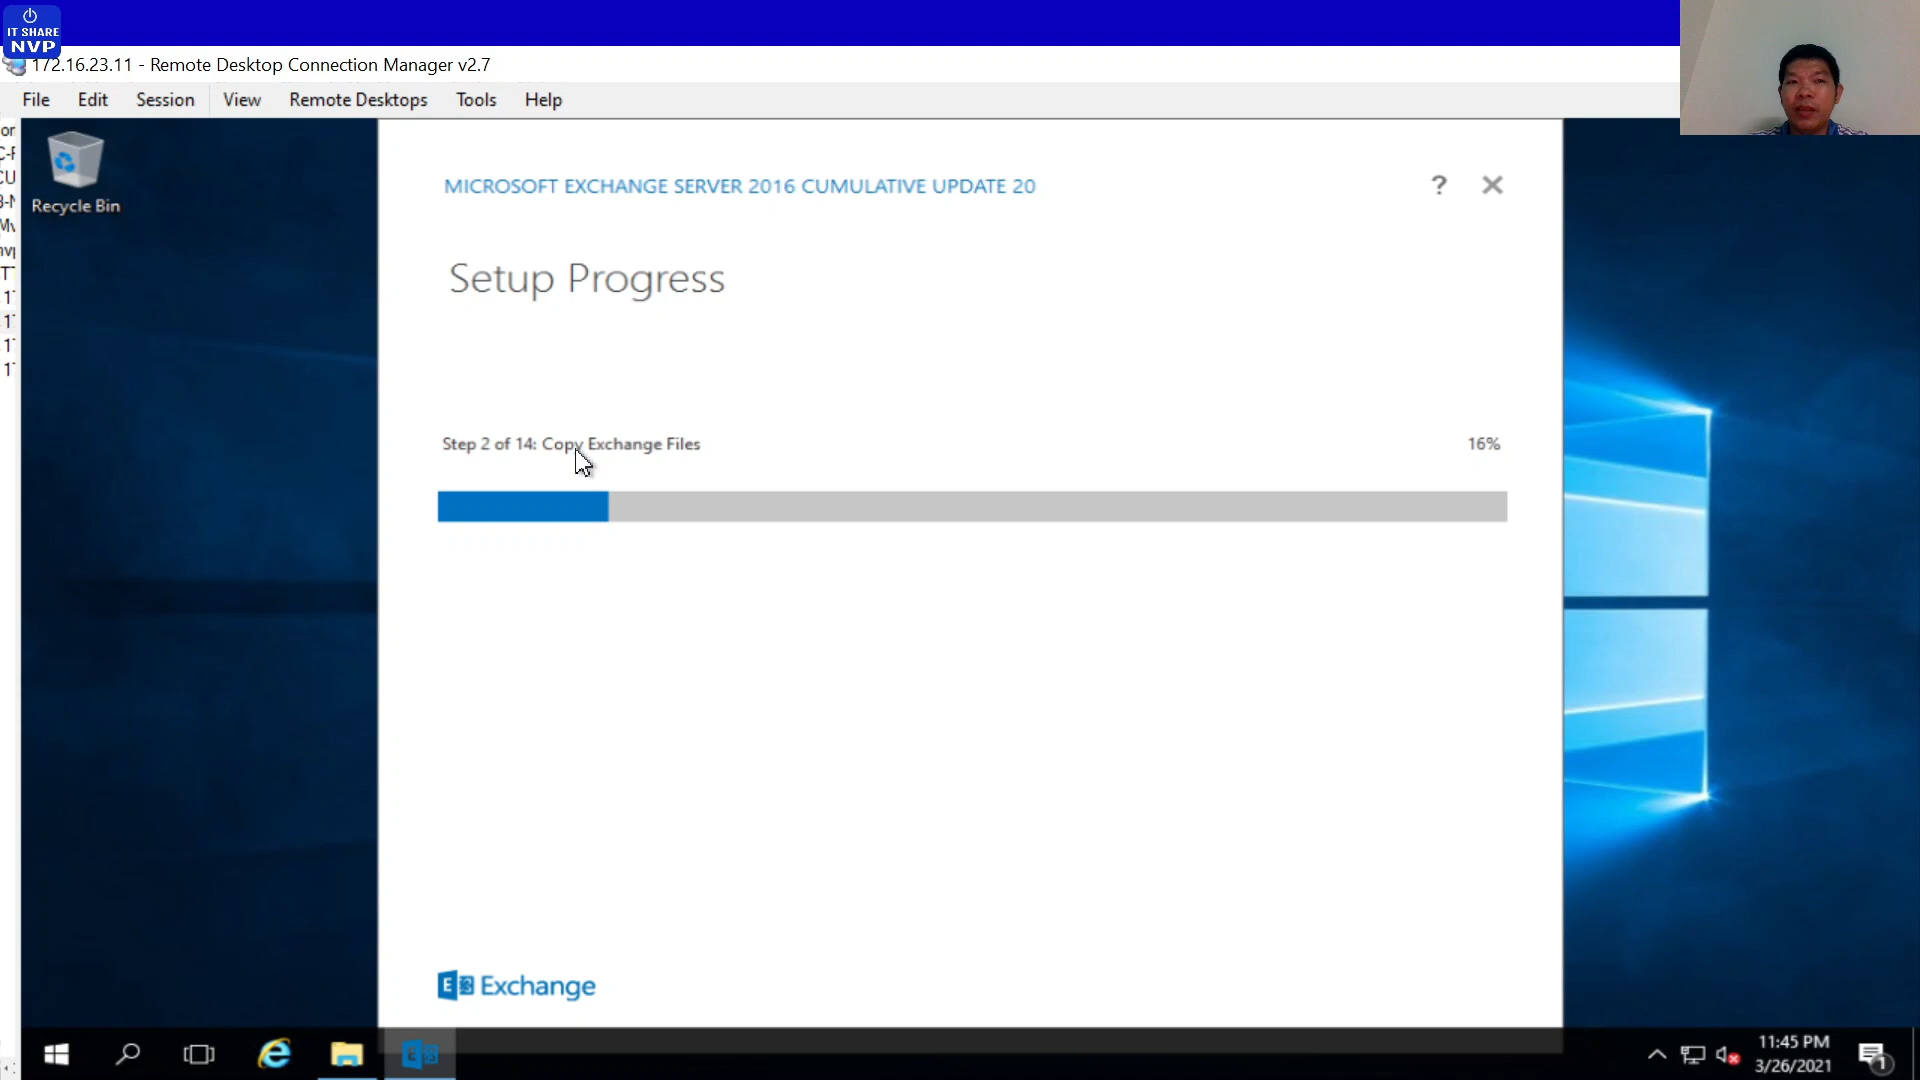 IT SHARE
NVP
172.16.23.11 - Remote Desktop Connection Manager v2.7
File Edit Session View Remote Desktops Tools Help
Recycle Bin
MICROSOFT EXCHANGE SERVER 2016 CUMULATIVE UPDATE 20
? ✕
Setup Progress
Step 2 of 14: Copy Exchange Files 16%
E Exchange
11:45 PM
3/26/2021
1